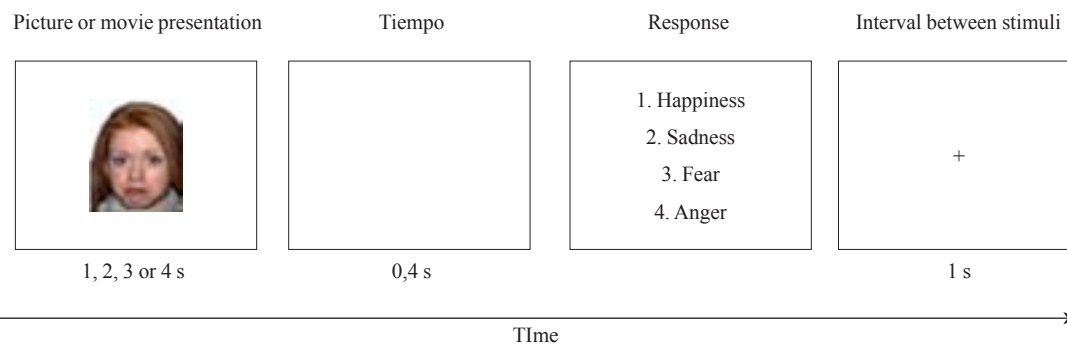 Picture or movie presentation
Tiempo
Response
Interval between stimuli
1. Happiness
2. Sadness
3. Fear
4. Anger
+
1, 2, 3 or 4 s
0,4 s
1 s
TIme